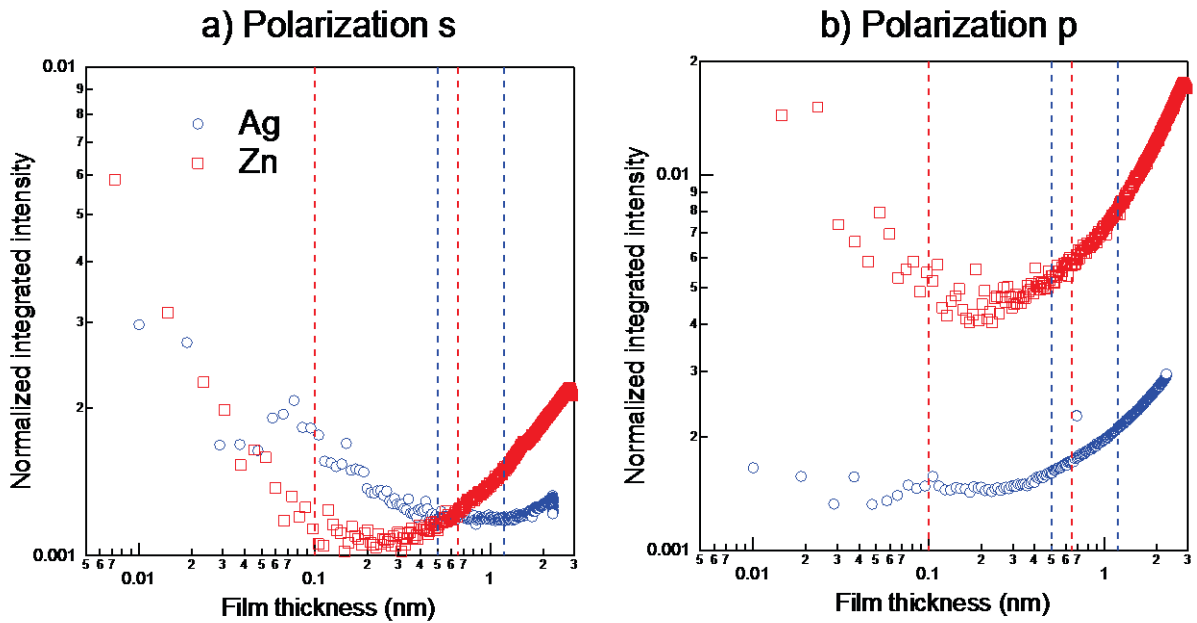 a) Polarization s
0.01
9
8
7
6
5
4
3
2
0.001
Normalized integrated intensity
Ag
Zn
5 6 7 0.01 2 3 4 5 6 7 0.1 2 3 4 5 6 7 1 2 3
Film thickness (nm)
b) Polarization p
2
0.01
9
8
7
6
5
4
3
2
0.001
Normalized integrated intensity
5 6 7 0.01 2 3 4 5 6 7 0.1 2 3 4 5 6 7 1 2 3
Film thickness (nm)